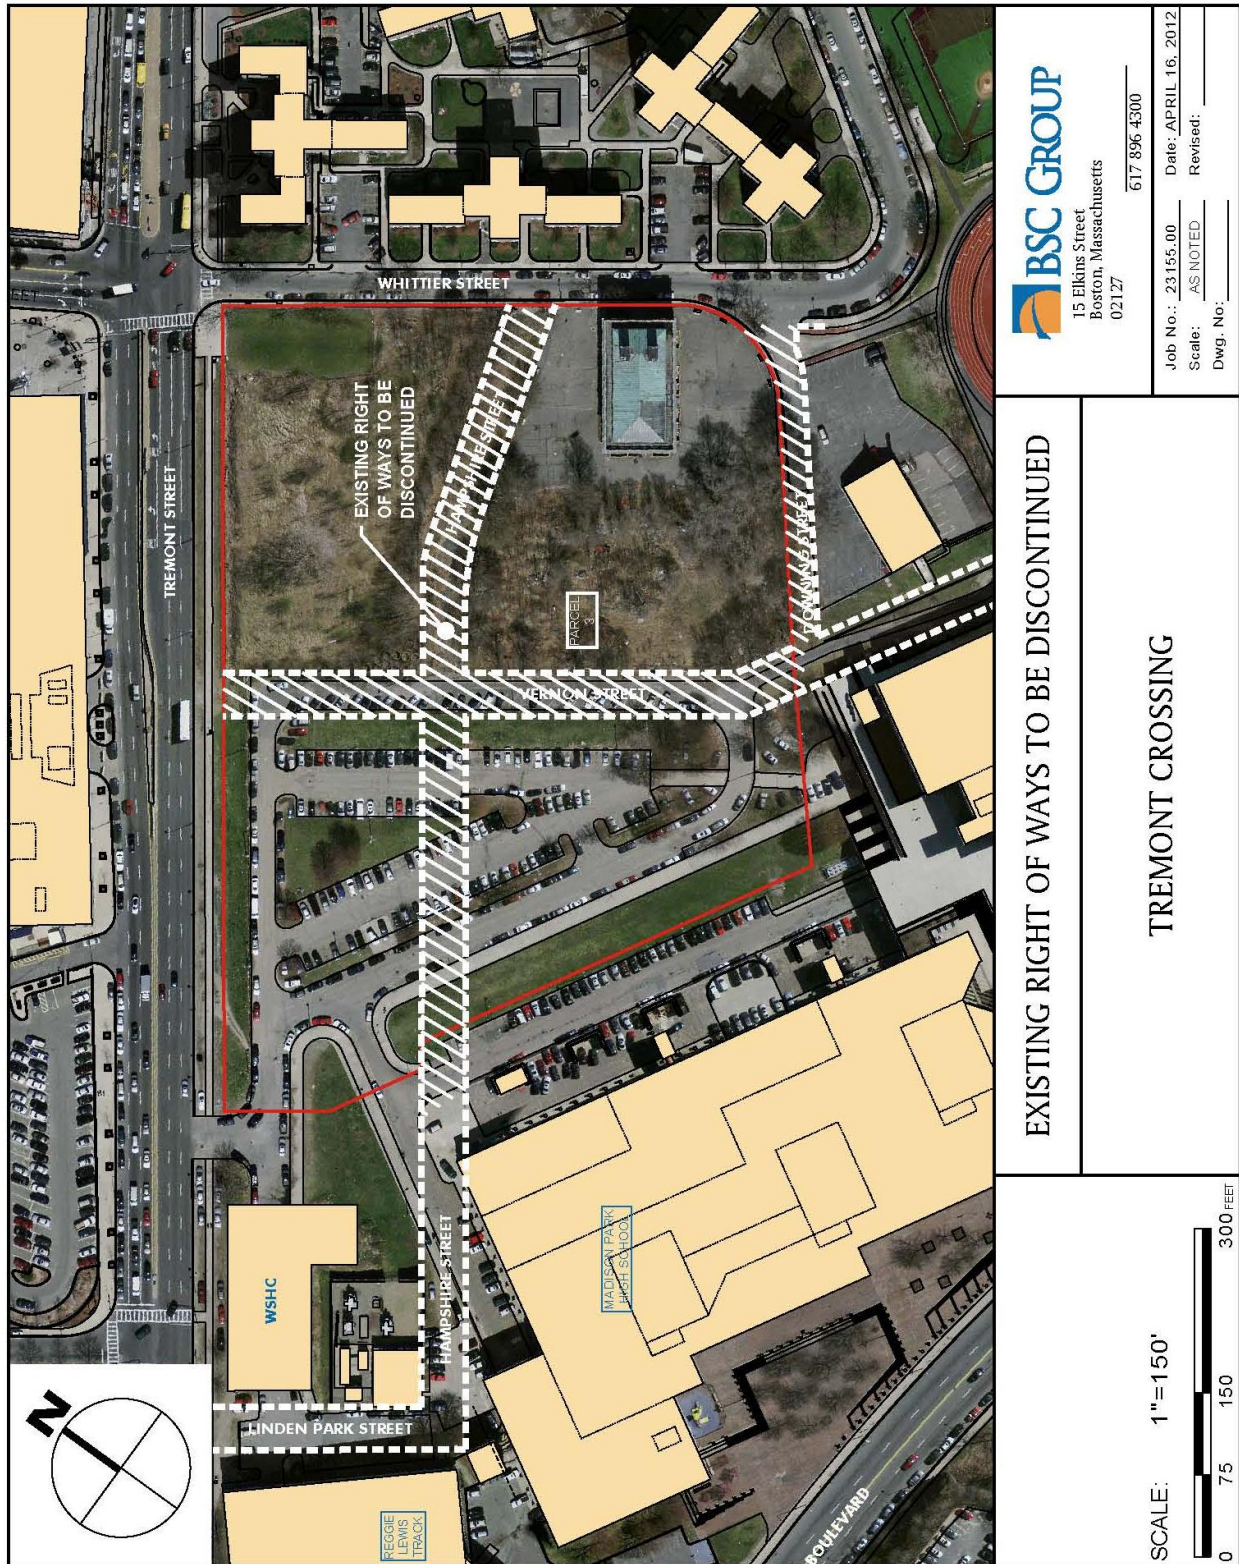 N
TREMONT STREET
WHITTIER STREET
EXISTING RIGHT
OF WAYS TO BE
DISCONTINUED
HAMPSHIRE STREET
PARCEL
3
VERNON STREET
WSHC
HAMPSHIRE STREET
LINDEN PARK STREET
MADISON PARK
HIGH SCHOOL
REGGIE
LEWIS
TRACK
BOULEVARD
SCALE: 1"=150'
0 75 150 300 FEET
EXISTING RIGHT OF WAYS TO BE DISCONTINUED
TREMONT CROSSING
BSC GROUP
15 Elkins Street
Boston, Massachusetts
02127
617 896 4300
Job No.: 23155.00 Date: APRIL 16, 2012
Scale: AS NOTED Revised:
Dwg. No: